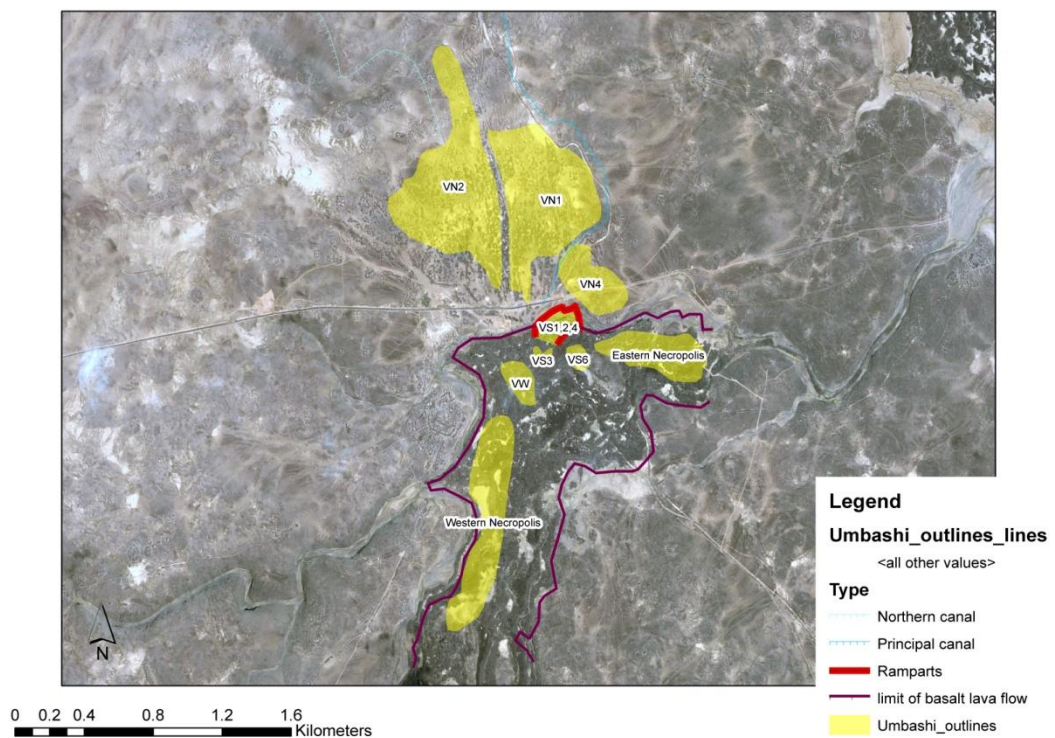 VN2
VN1
VN4
VS1,2,4
VS3
VS6
Eastern Necropolis
VW
Western Necropolis
N
0 0.2 0.4 0.8 1.2 1.6
Kilometers
Legend
Umbashi_outlines_lines
<all other values>
Type
Northern canal
Principal canal
Ramparts
limit of basalt lava flow
Umbashi_outlines